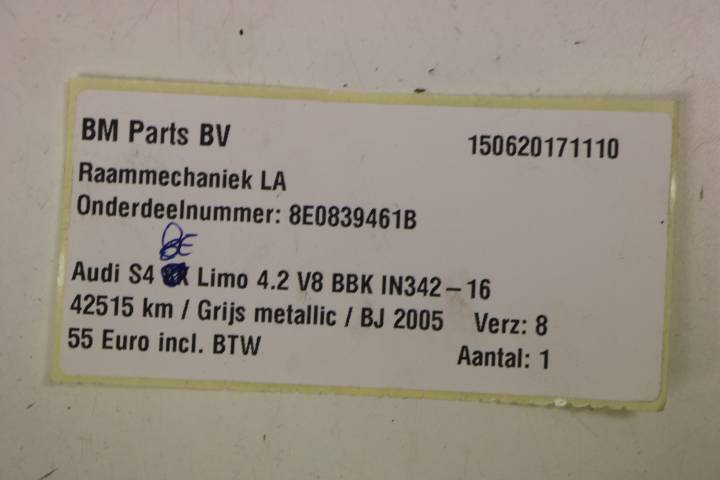 BM Parts BV 150620171110
Raammechaniek LA
Onderdeelnummer: 8E0839461B
8E
Audi S4 Limo 4.2 V8 BBK IN342-16
42515 km / Grijs metallic / BJ 2005 Verz: 8
55 Euro incl. BTW Aantal: 1